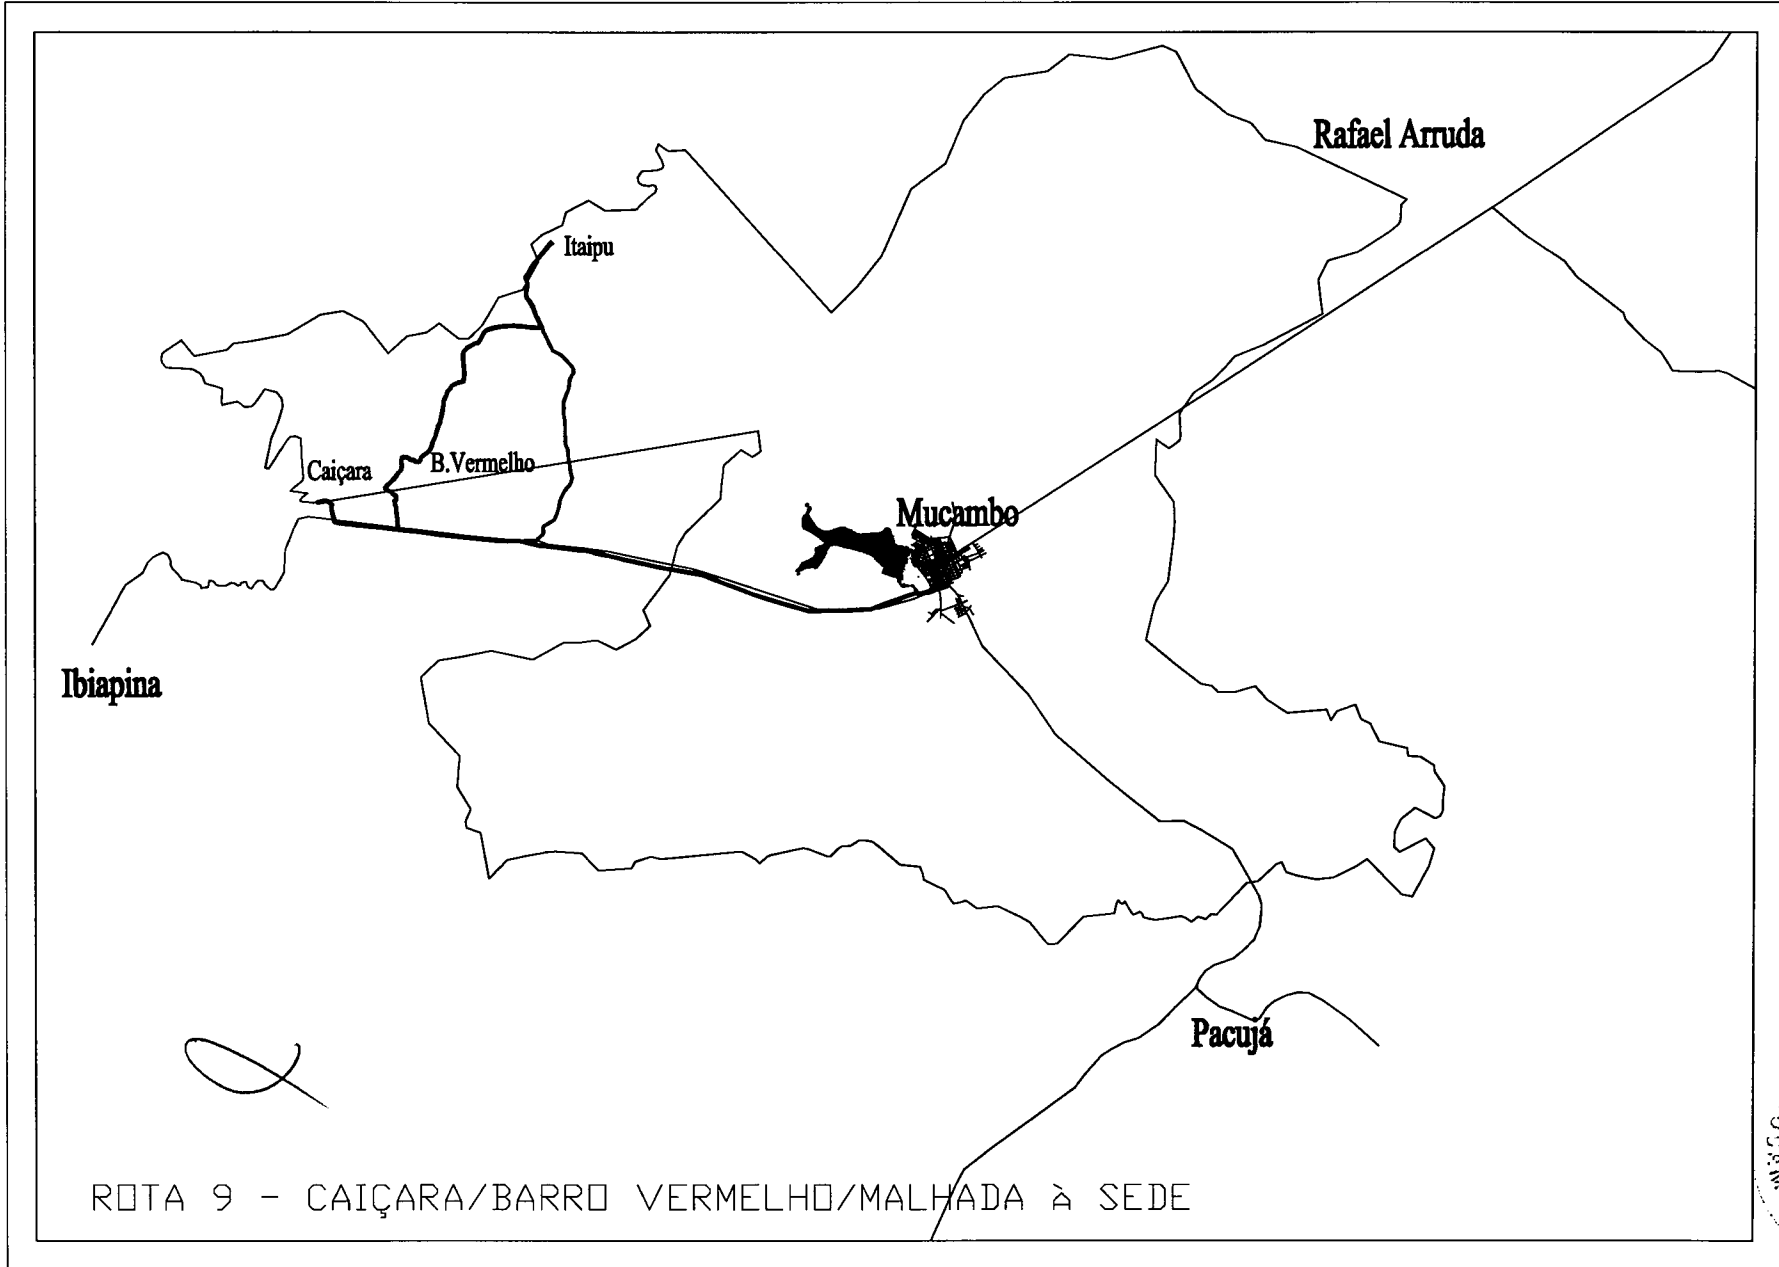 Rafael Arruda
Itaipu
Caiçara
B.Vermelho
Mucambo
Ibiapina
Pacujá
ROTA 9 - CAIÇARA/BARRO VERMELHO/MALHADA à SEDE